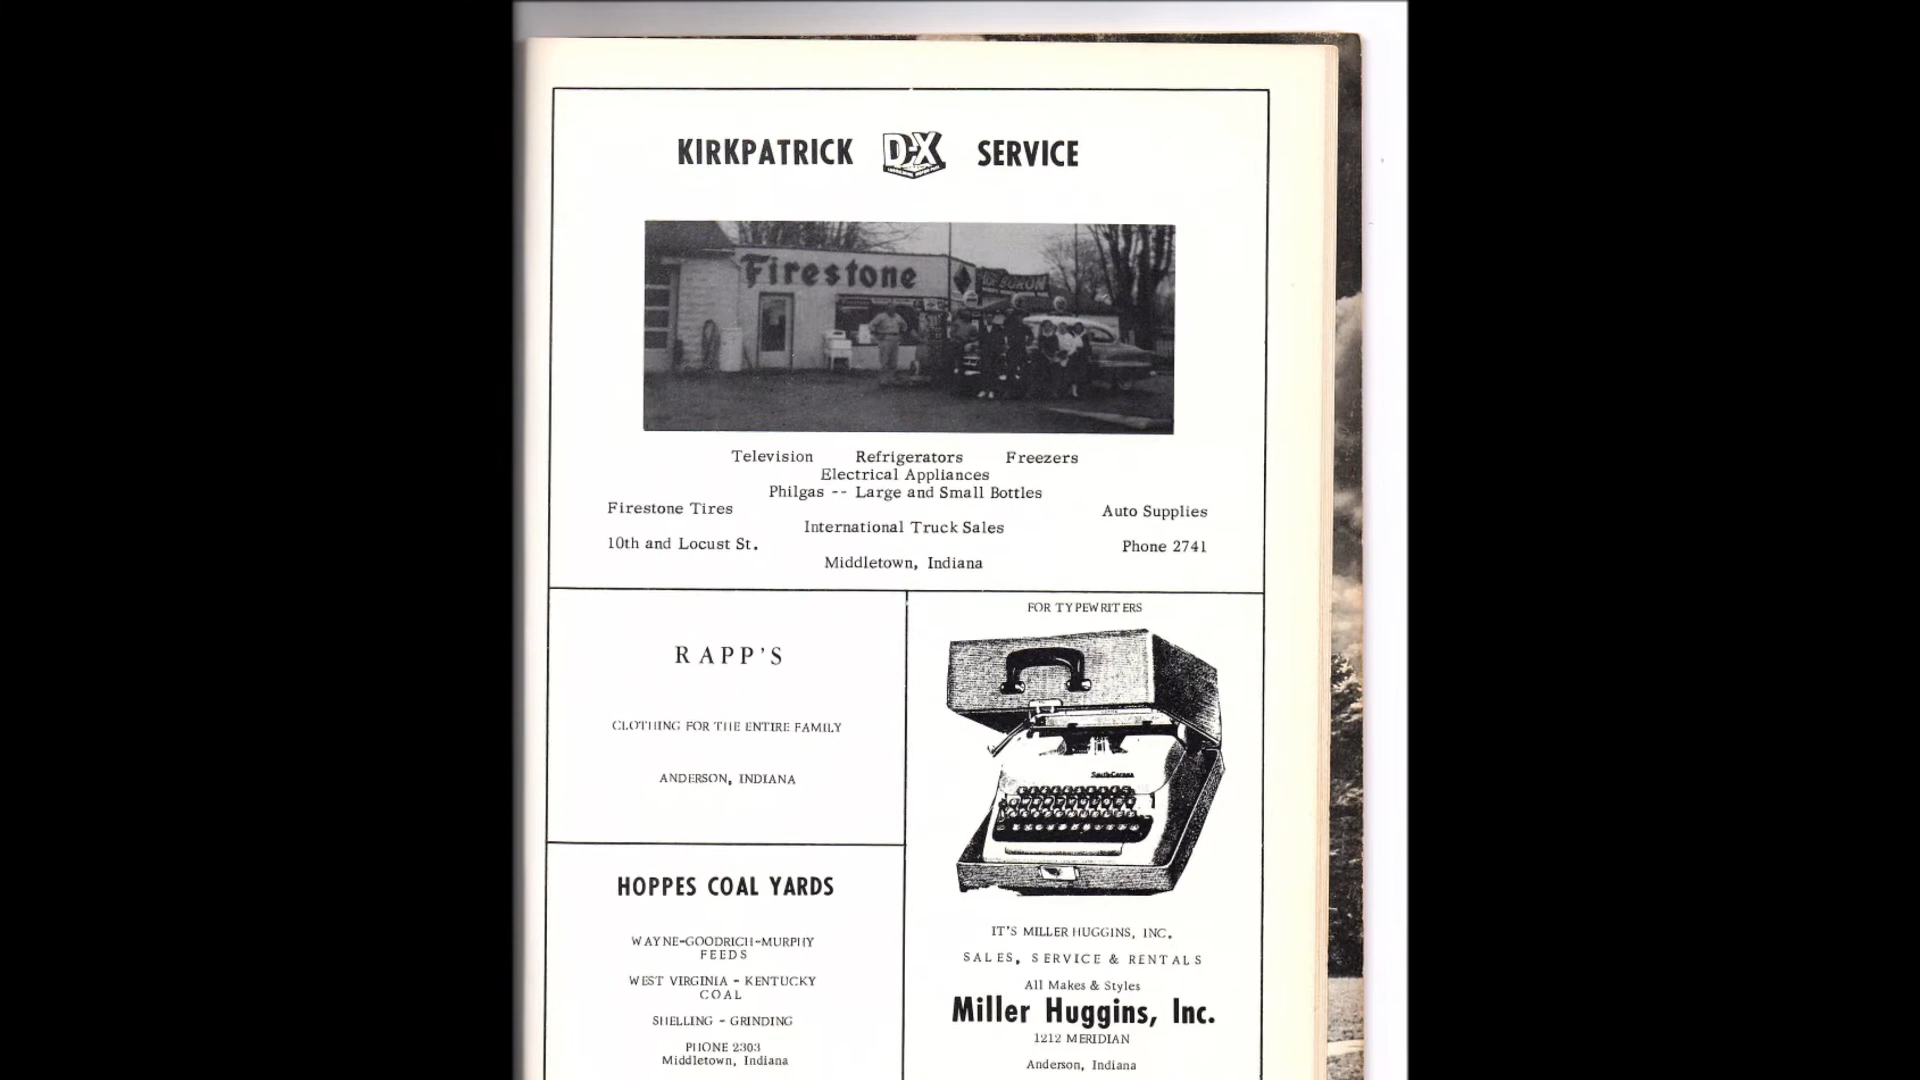 KIRKPATRICK D-X SERVICE
Firestone
Television Refrigerators Freezers
Electrical Appliances
Philgas -- Large and Small Bottles
Firestone Tires
Auto Supplies
International Truck Sales
10th and Locust St.
Phone 2741
Middletown, Indiana
RAPP'S
CLOTHING FOR THE ENTIRE FAMILY
ANDERSON, INDIANA
HOPPES COAL YARDS
WAYNE-GOODRICH-MURPHY
FEEDS
WEST VIRGINIA - KENTUCKY
COAL
SHELLING - GRINDING
PHONE 2303
Middletown, Indiana
FOR TYPEWRITERS
Smith-Corona
IT'S MILLER HUGGINS, INC.
SALES, SERVICE & RENTALS
All Makes & Styles
Miller Huggins, Inc.
1212 MERIDIAN
Anderson, Indiana